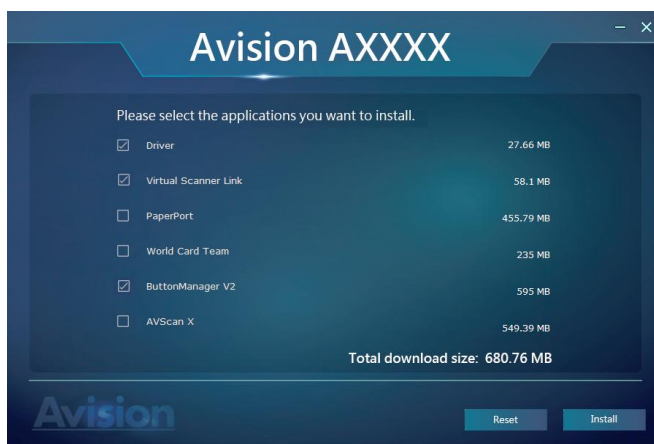 Avision AXXXX
Please select the applications you want to install.
Driver 27.66 MB
Virtual Scanner Link 58.1 MB
PaperPort 455.79 MB
World Card Team 235 MB
ButtonManager V2 595 MB
AVScan X 549.39 MB
Total download size: 680.76 MB
Avision Reset Install